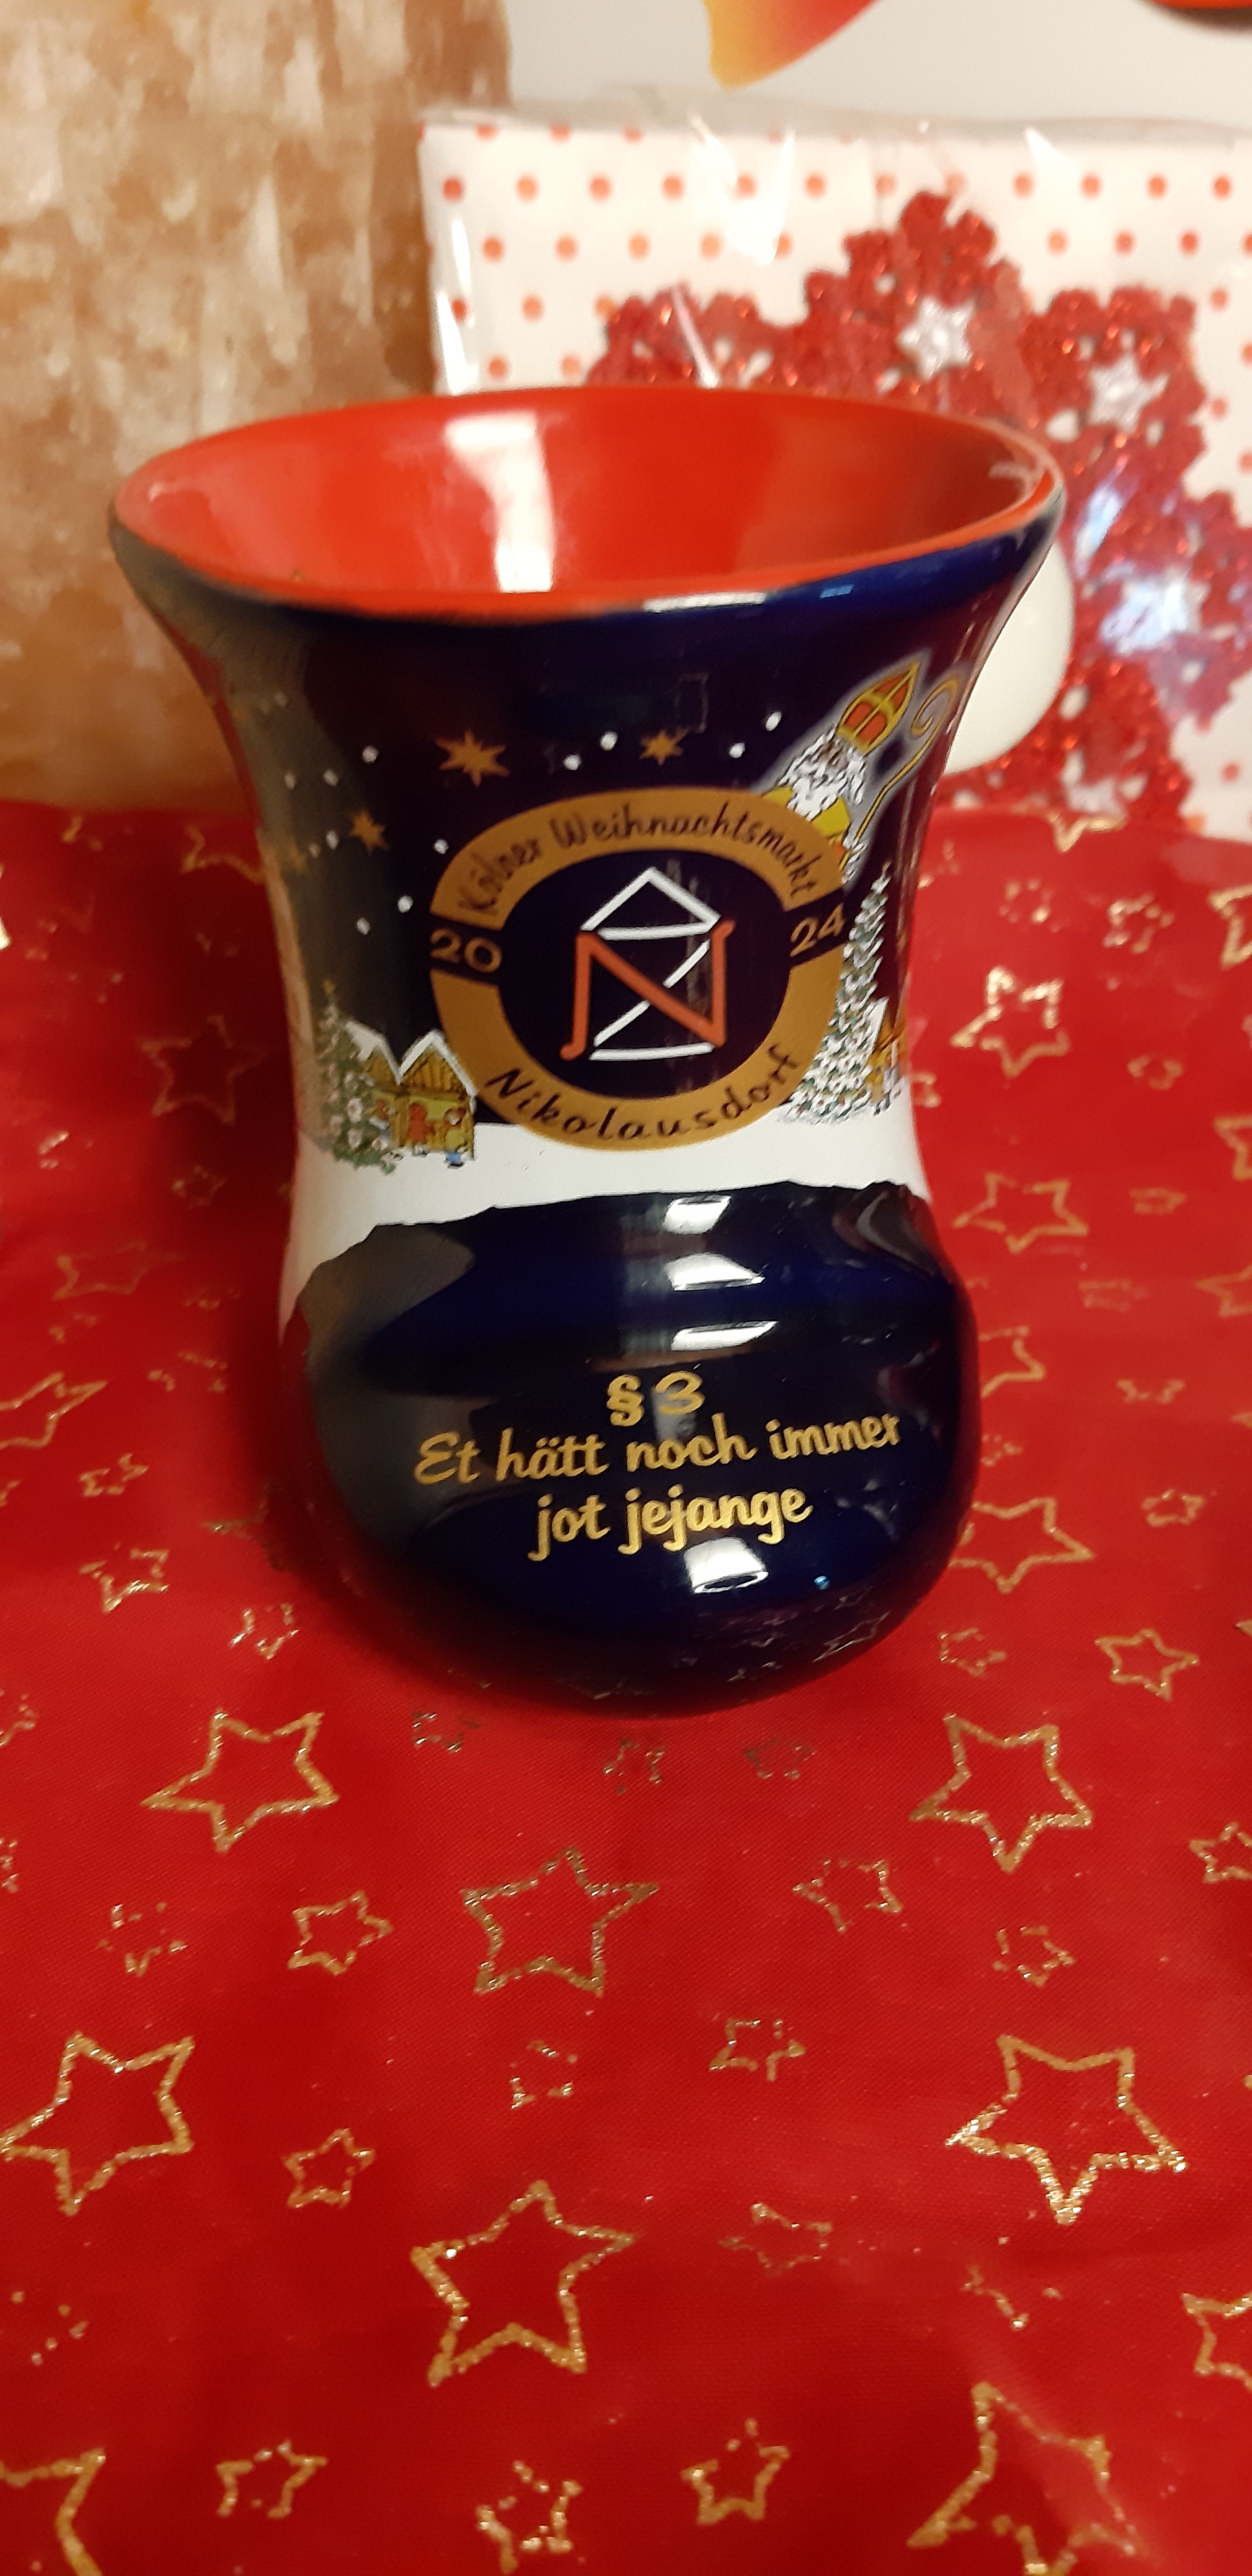 Kölner Weihnachtsmarkt
20 24
N
Nikolausdorf
§ 3
Et hätt noch immer
jot jejange